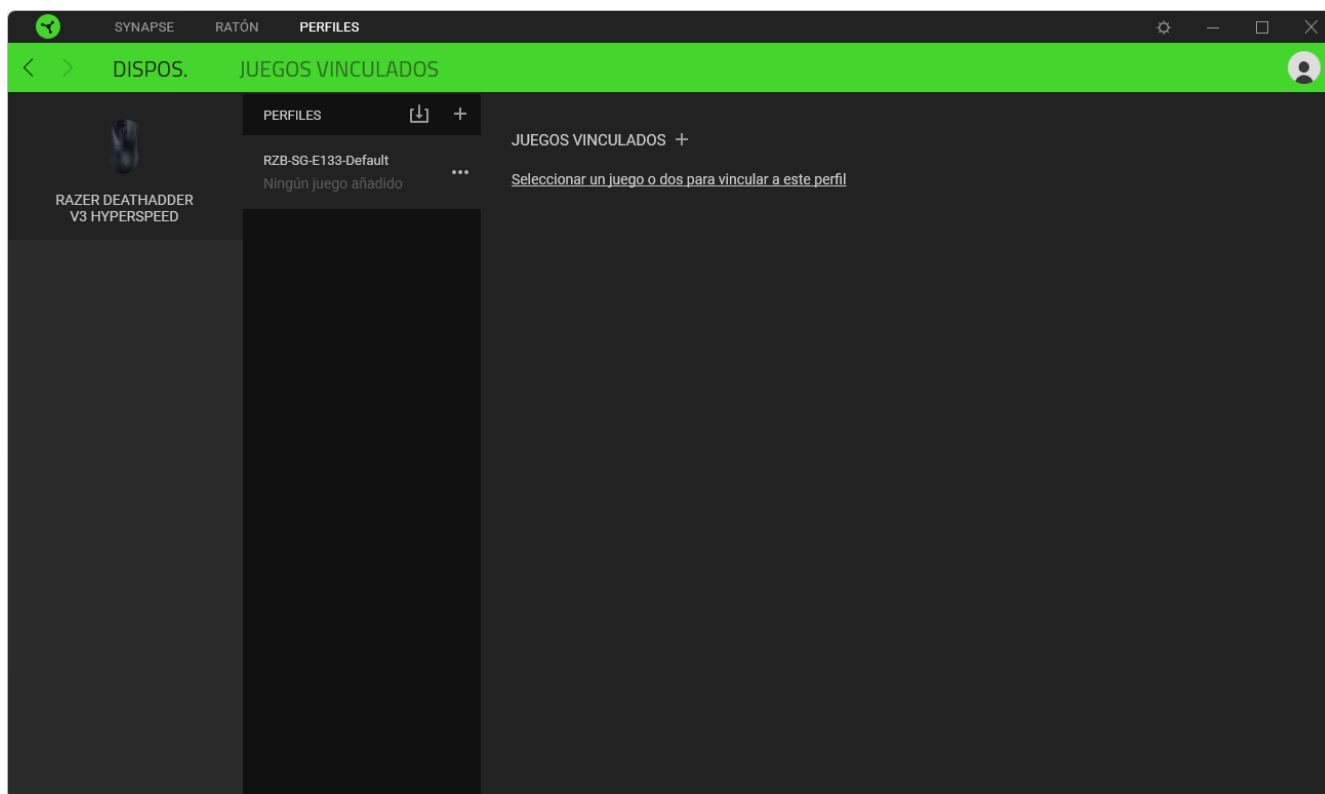 SYNAPSE RATÓN PERFILES
DISPOS. JUEGOS VINCULADOS
RAZER DEATHADDER
V3 HYPERSPEED
PERFILES
RZB-SG-E133-Default
Ningún juego añadido
JUEGOS VINCULADOS
Seleccionar un juego o dos para vincular a este perfil